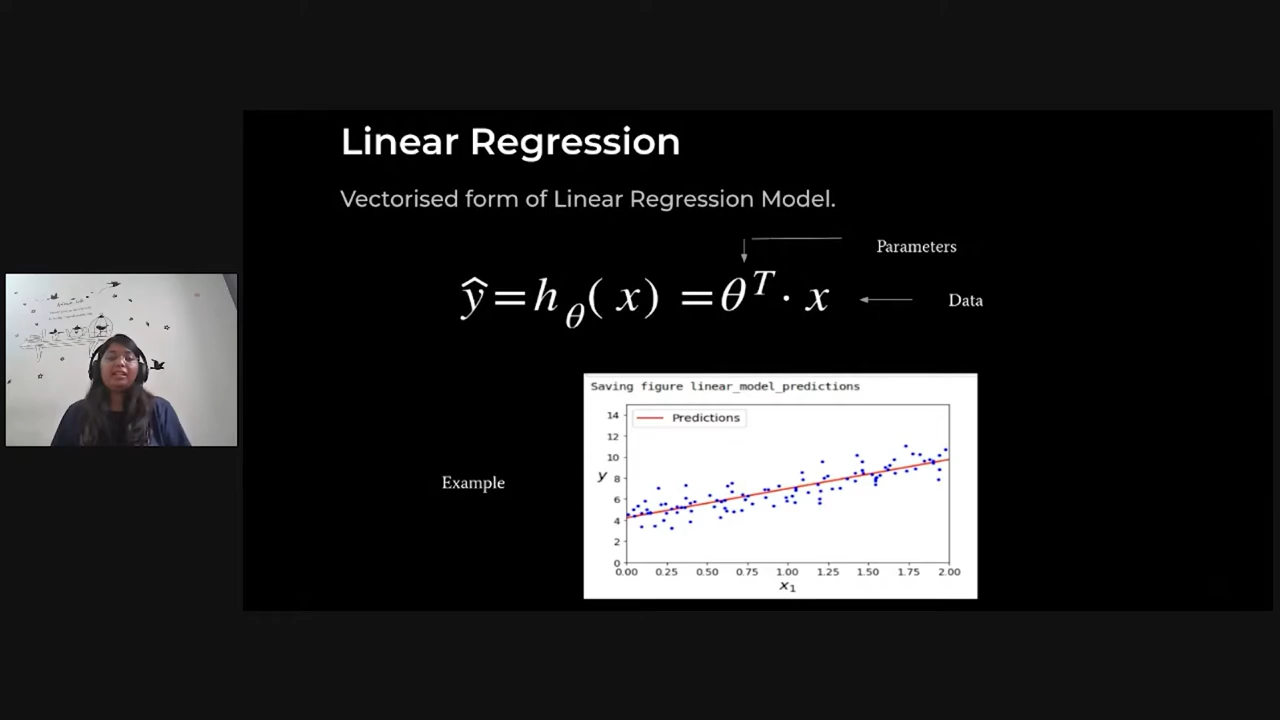 Linear Regression
Vectorised form of Linear Regression Model.
Parameters
ŷ = h_θ( x ) = θ^T · x
Data
Saving figure linear_model_predictions
Predictions
14
12
10
8
6
4
2
0
y
0.00 0.25 0.50 0.75 1.00 1.25 1.50 1.75 2.00
x₁
Example